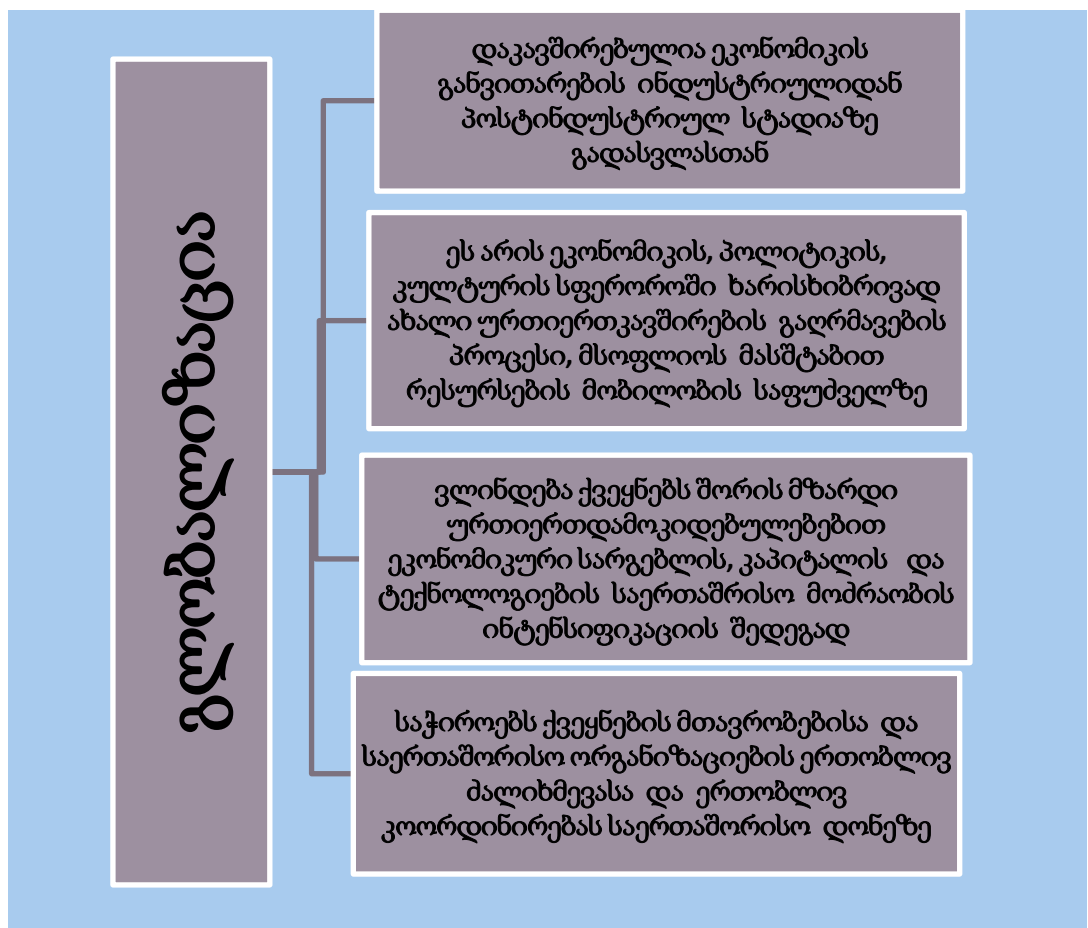 გლობალიზაცია
დაკავშირებულია ეკონომიკის
განვითარების ინდუსტრიულიდან
პოსტინდუსტრიულ სტადიაზე
გადასვლასთან
ეს არის ეკონომიკის, პოლიტიკის,
კულტურის სფეროროში ხარისხიბრივად
ახალი ურთიერთკავშირების გაღრმავების
პროცესი, მსოფლიოს მასშტაბით
რესურსების მობილობის საფუძველზე
ვლინდება ქვეყნებს შორის მზარდი
ურთიერთდამოკიდებულებებით
ეკონომიკური სარგებლის, კაპიტალის და
ტექნოლოგიების საერთაშრისო მოძრაობის
ინტენსიფიკაციის შედეგად
საჭიროებს ქვეყნების მთავრობებისა და
საერთაშორისო ორგანიზაციების ერთობლივ
ძალიხმევასა და ერთობლივ
კოორდინირებას საერთაშორისო დონეზე